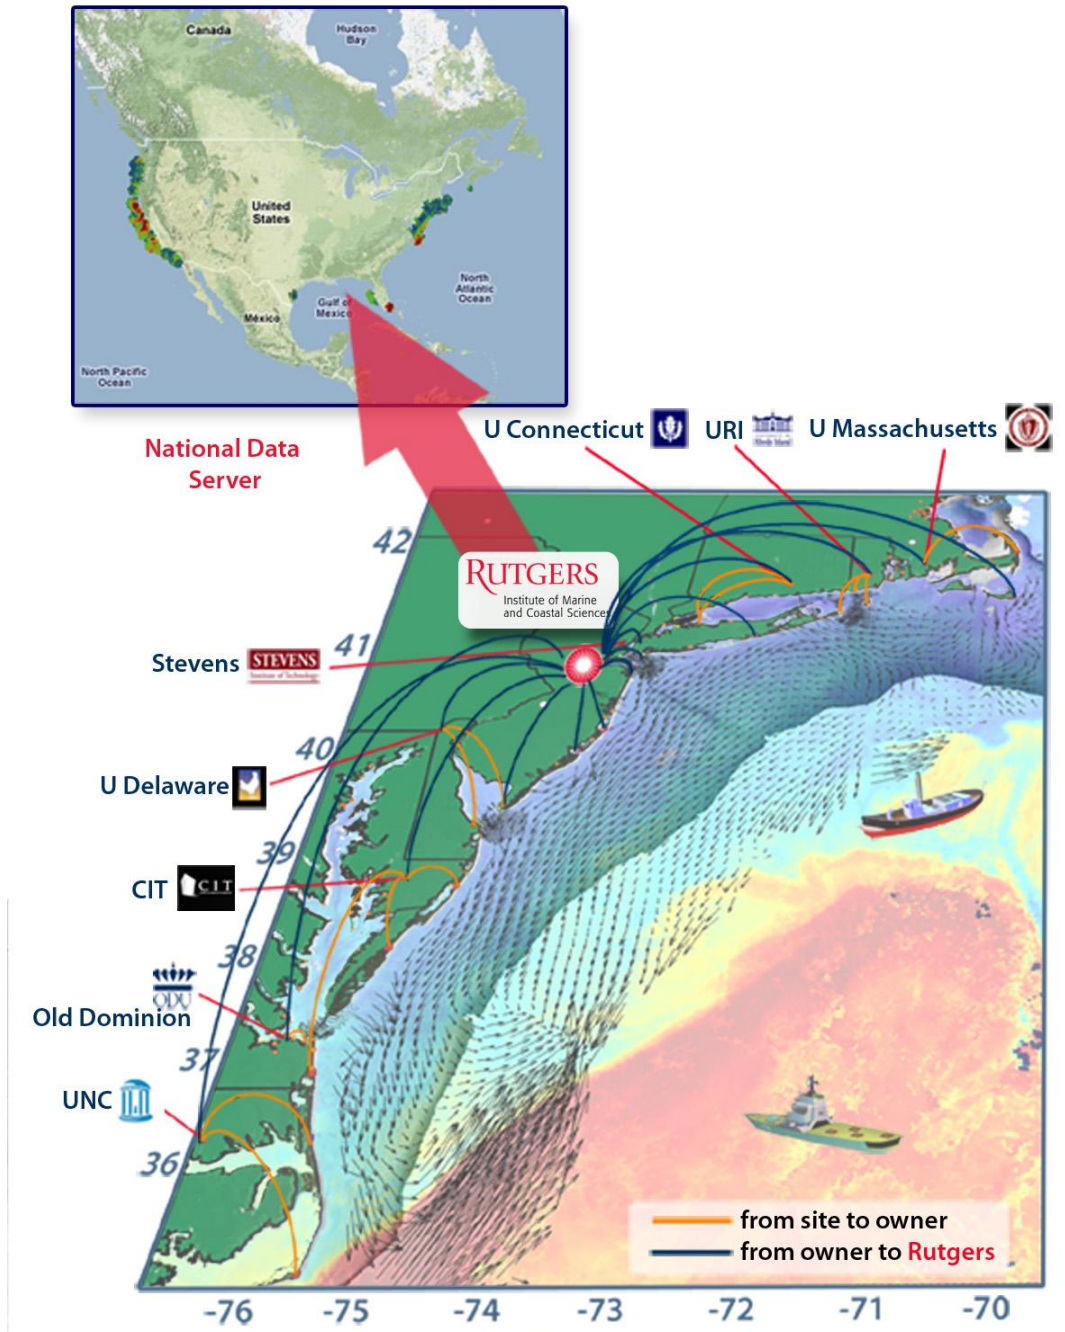 Canada
Hudson
Bay
United
States
North
Atlantic
Ocean
Gulf of
Mexico
México
North Pacific
Ocean
National Data
Server
U Connecticut
URI
U Massachusetts
RUTGERS
Institute of Marine
and Coastal Sciences
Stevens
STEVENS
Institute of Technology
U Delaware
CIT
CIT
ODU
Old Dominion
UNC
42
41
40
39
38
37
36
from site to owner
from owner to Rutgers
-76
-75
-74
-73
-72
-71
-70